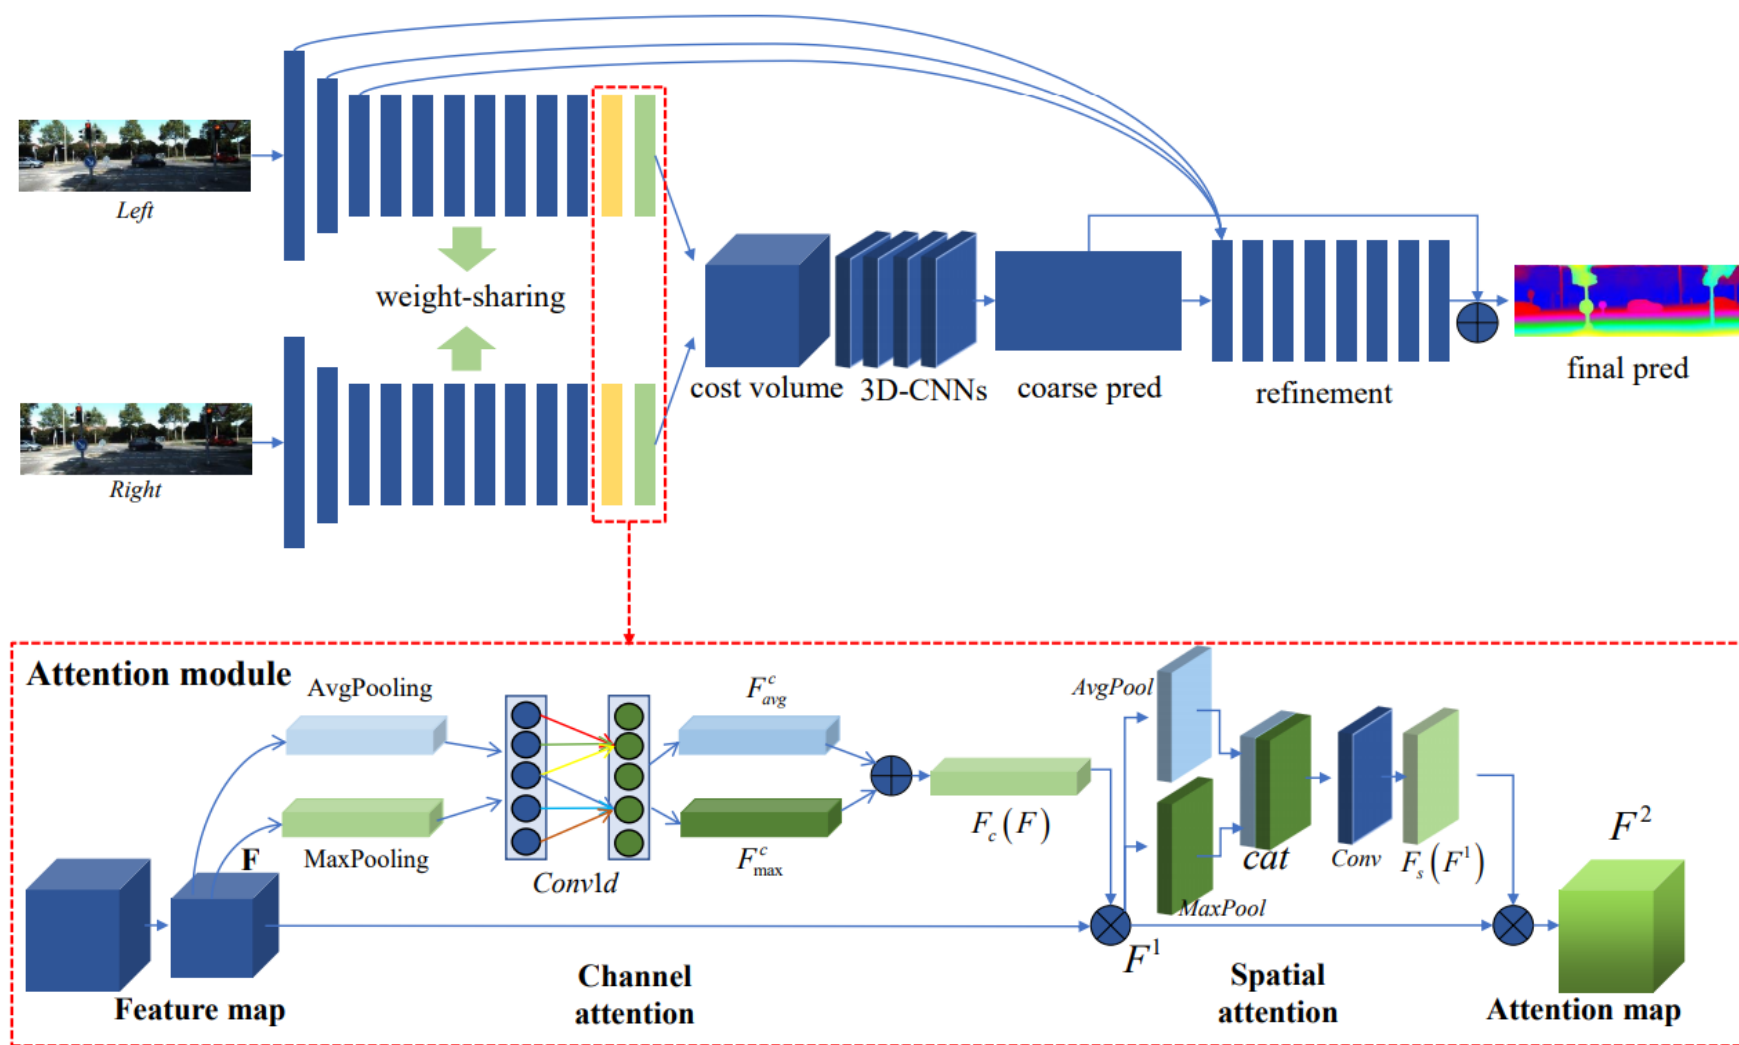 Left
weight-sharing
Right
cost volume
3D-CNNs
coarse pred
refinement
final pred
Attention module
AvgPooling
MaxPooling
F
Feature map
Conv1d
F^c_avg
F^c_max
F_c(F)
Channel
attention
F^1
AvgPool
MaxPool
cat
Conv
F_s(F^1)
Spatial
attention
F^2
Attention map